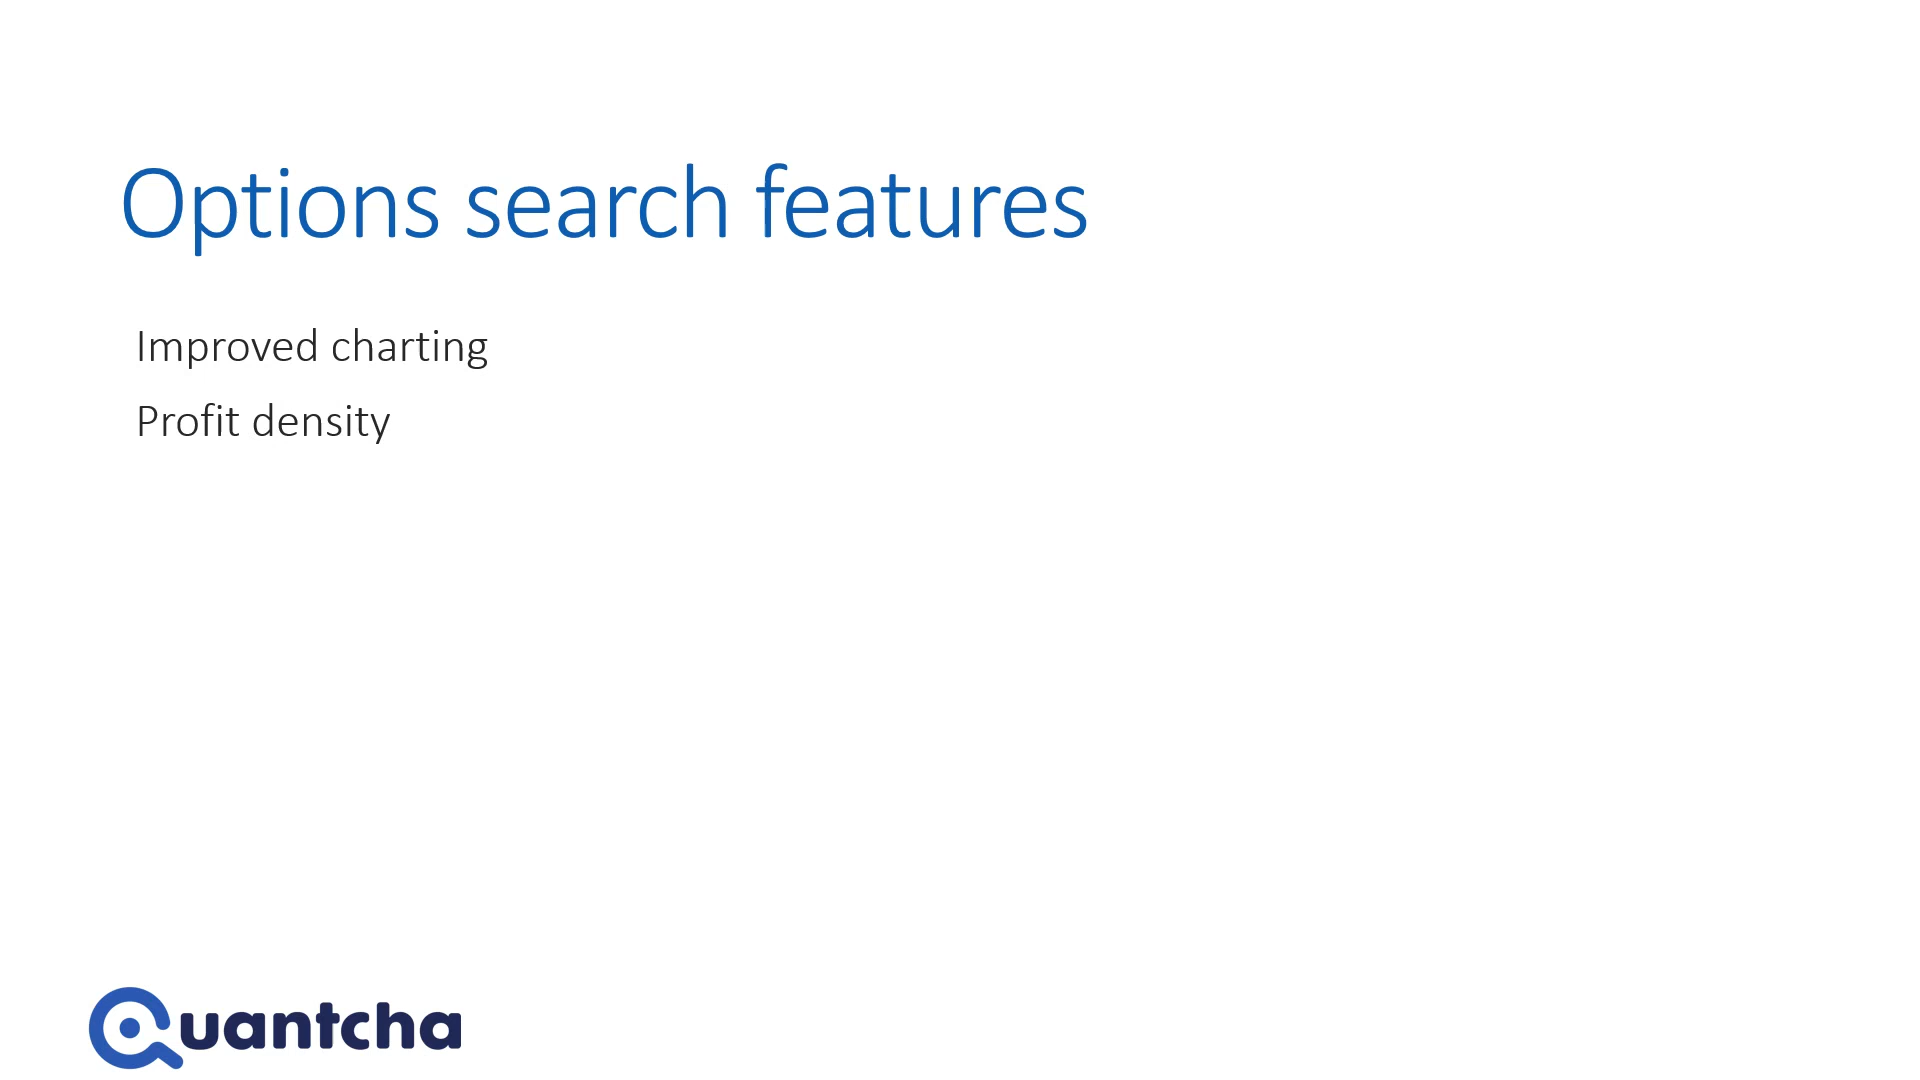 Options search features
Improved charting
Profit density
Quantcha